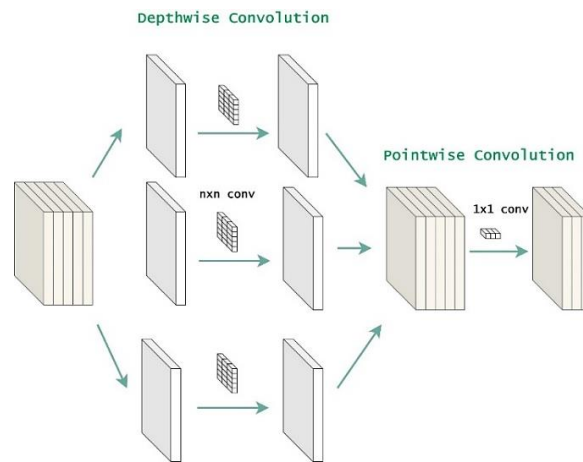 Depthwise Convolution
Pointwise Convolution
nxn conv
1x1 conv